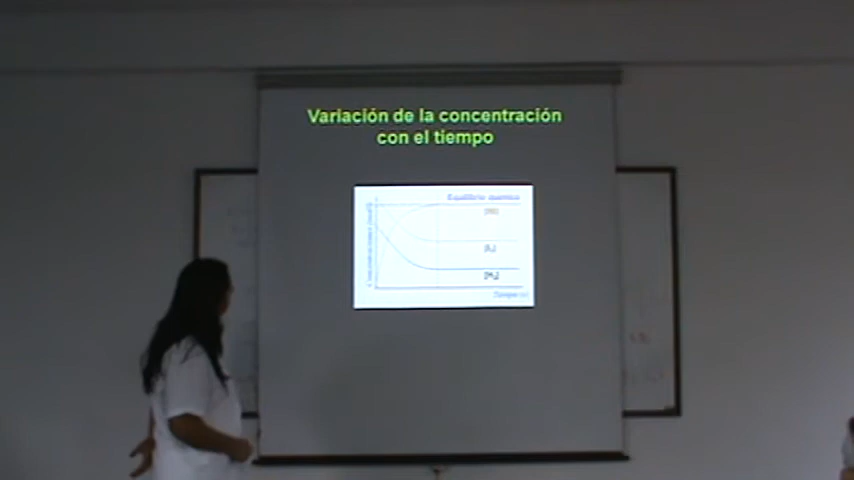 Variación de la concentración
con el tiempo
Equilibrio químico
[HI]
[I₂]
[H₂]
Tiempo (s)